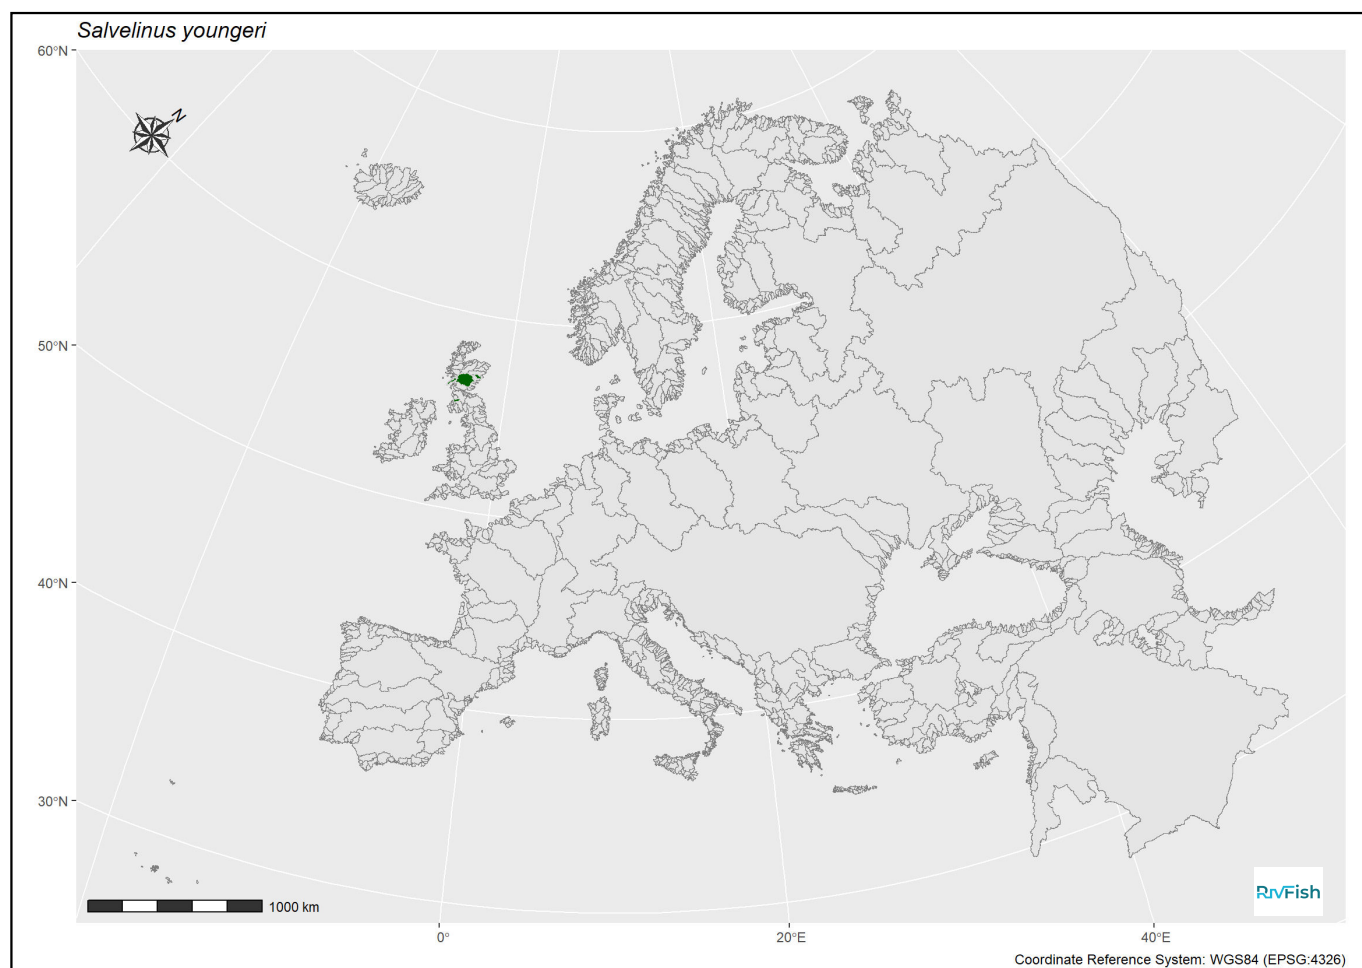 Salvelinus youngeri
60°N
N
50°N
40°N
30°N
1000 km
RIVFish
0°
20°E
40°E
Coordinate Reference System: WGS84 (EPSG:4326)